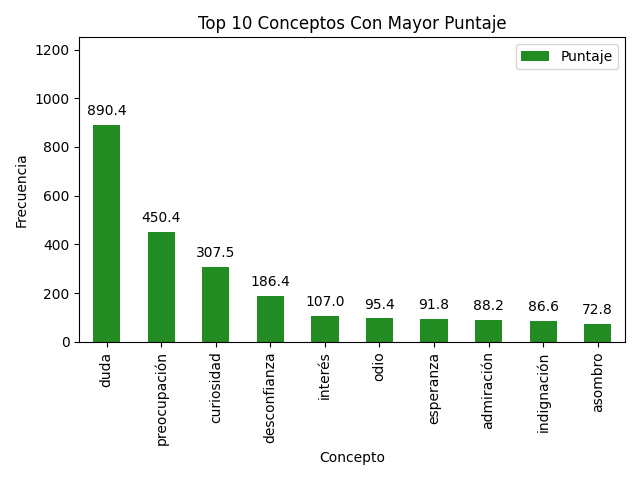 Top 10 Conceptos Con Mayor Puntaje
Puntaje
1200
1000
800
600
400
200
0
Frecuencia
890.4
450.4
307.5
186.4
107.0
95.4
91.8
88.2
86.6
72.8
duda
preocupación
curiosidad
desconfianza
interés
odio
esperanza
admiración
indignación
asombro
Concepto